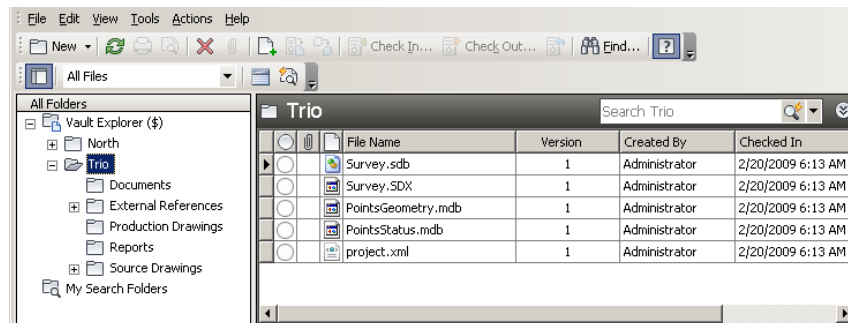 File Edit View Tools Actions Help
New Check In... Check Out... Find... ?
All Files
All Folders
Vault Explorer ($)
North
Trio
Documents
External References
Production Drawings
Reports
Source Drawings
My Search Folders
Trio Search Trio
File Name Version Created By Checked In
Survey.sdb 1 Administrator 2/20/2009 6:13 AM
Survey.SDX 1 Administrator 2/20/2009 6:13 AM
PointsGeometry.mdb 1 Administrator 2/20/2009 6:13 AM
PointsStatus.mdb 1 Administrator 2/20/2009 6:13 AM
project.xml 1 Administrator 2/20/2009 6:13 AM